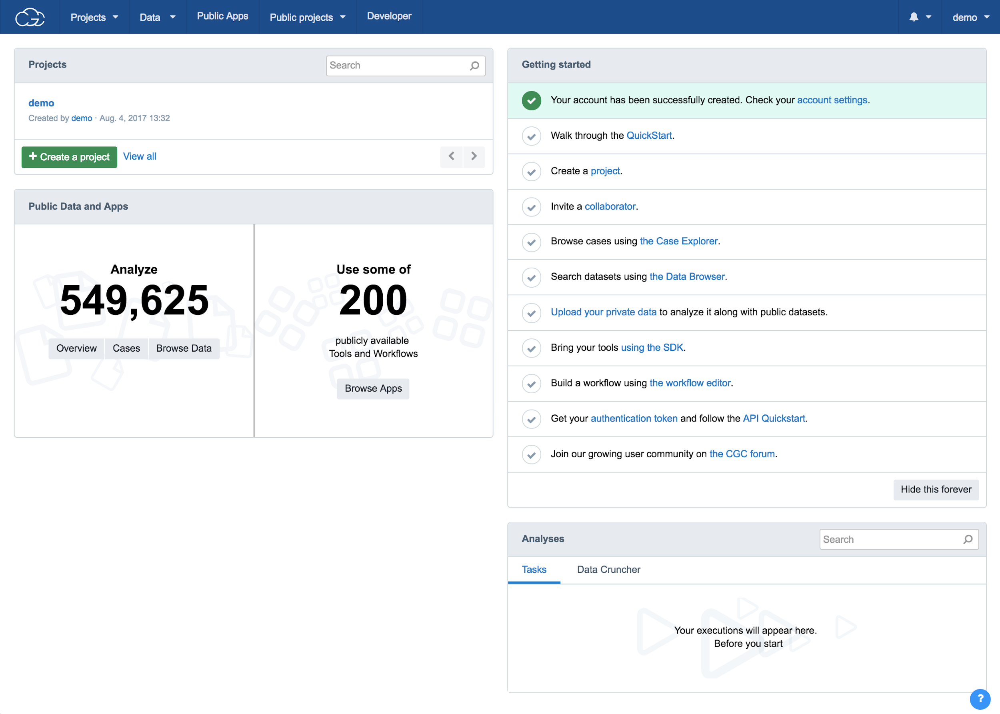 Projects
Data
Public Apps
Public projects
Developer
demo
Projects
Search
demo
Created by demo · Aug. 4, 2017 13:32
+ Create a project
View all
Public Data and Apps
Analyze
549,625
Overview
Cases
Browse Data
Use some of
200
publicly available
Tools and Workflows
Browse Apps
Getting started
Your account has been successfully created. Check your account settings.
Walk through the QuickStart.
Create a project.
Invite a collaborator.
Browse cases using the Case Explorer.
Search datasets using the Data Browser.
Upload your private data to analyze it along with public datasets.
Bring your tools using the SDK.
Build a workflow using the workflow editor.
Get your authentication token and follow the API Quickstart.
Join our growing user community on the CGC forum.
Hide this forever
Analyses
Search
Tasks
Data Cruncher
Your executions will appear here.
Before you start
?